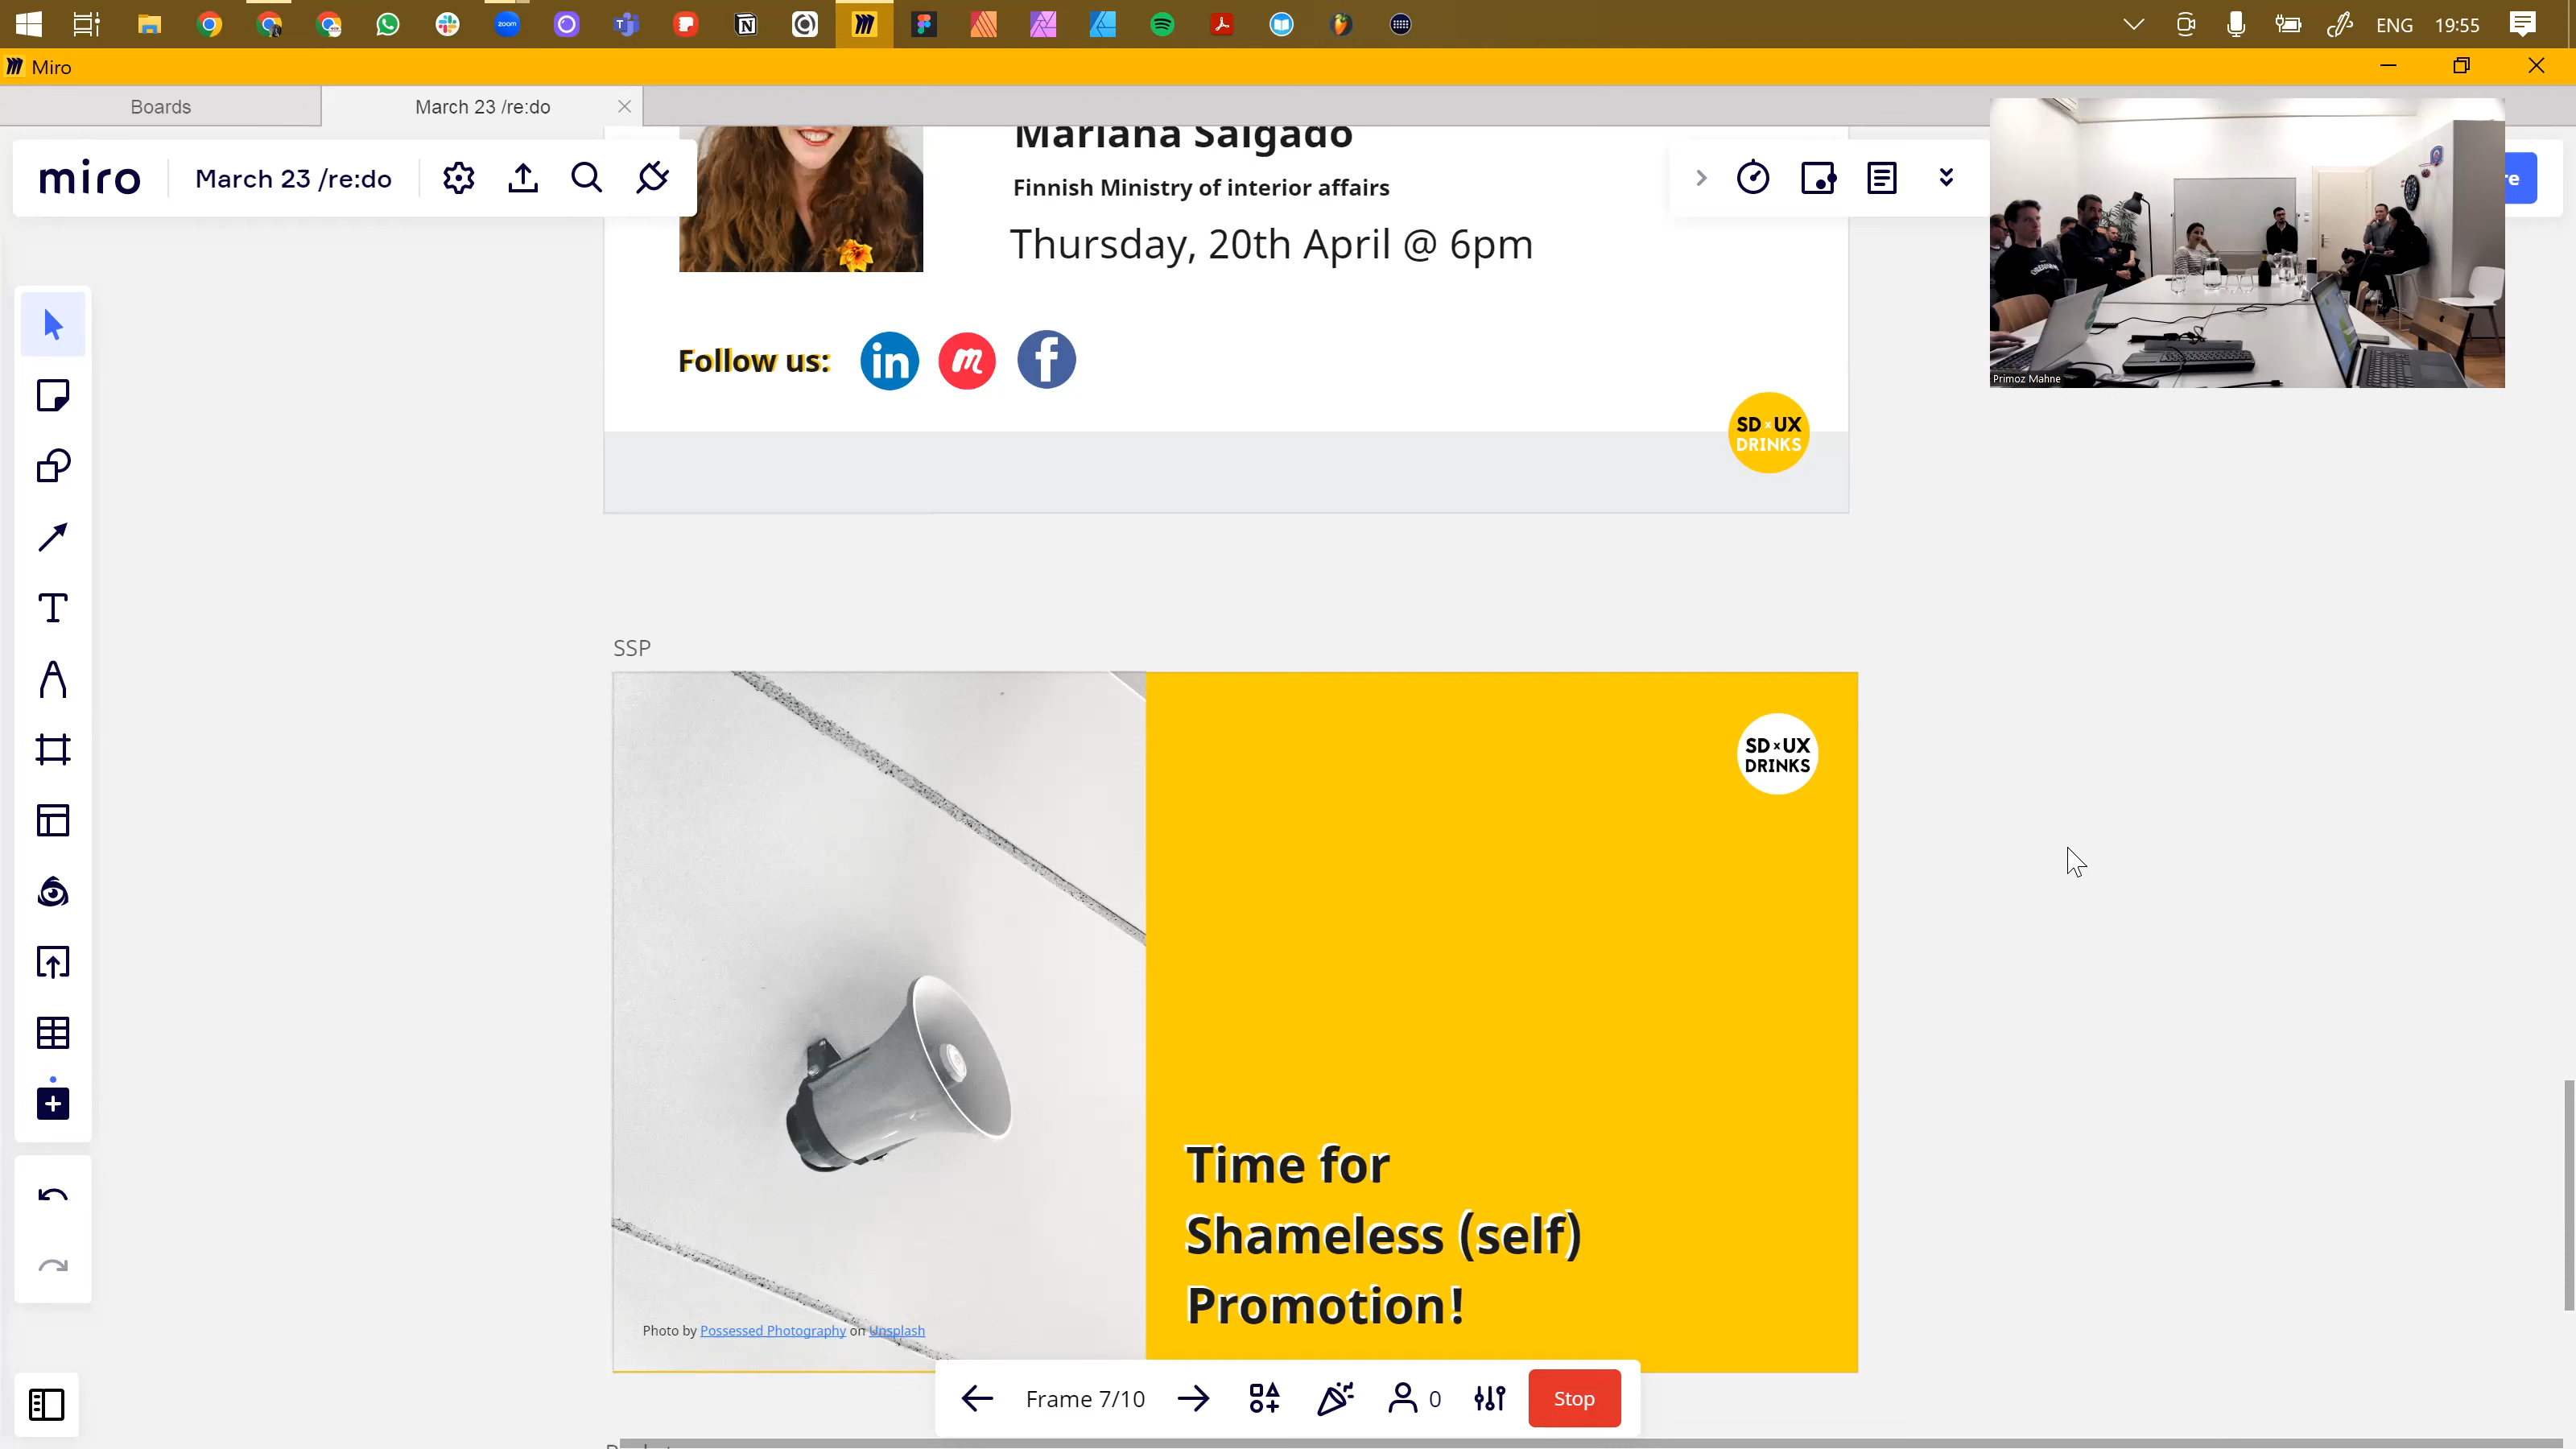 zoom
ENG 19:55
Miro
Boards
March 23 /re:do
miro
March 23 /re:do
Mariana Salgado
Finnish Ministry of interior affairs
Thursday, 20th April @ 6pm
Follow us:
in
m
f
SD x UX
DRINKS
Primoz Mahne
SSP
SD x UX
DRINKS
Time for
Shameless (self)
Promotion!
Photo by Possessed Photography on Unsplash
Frame 7/10
0
Stop